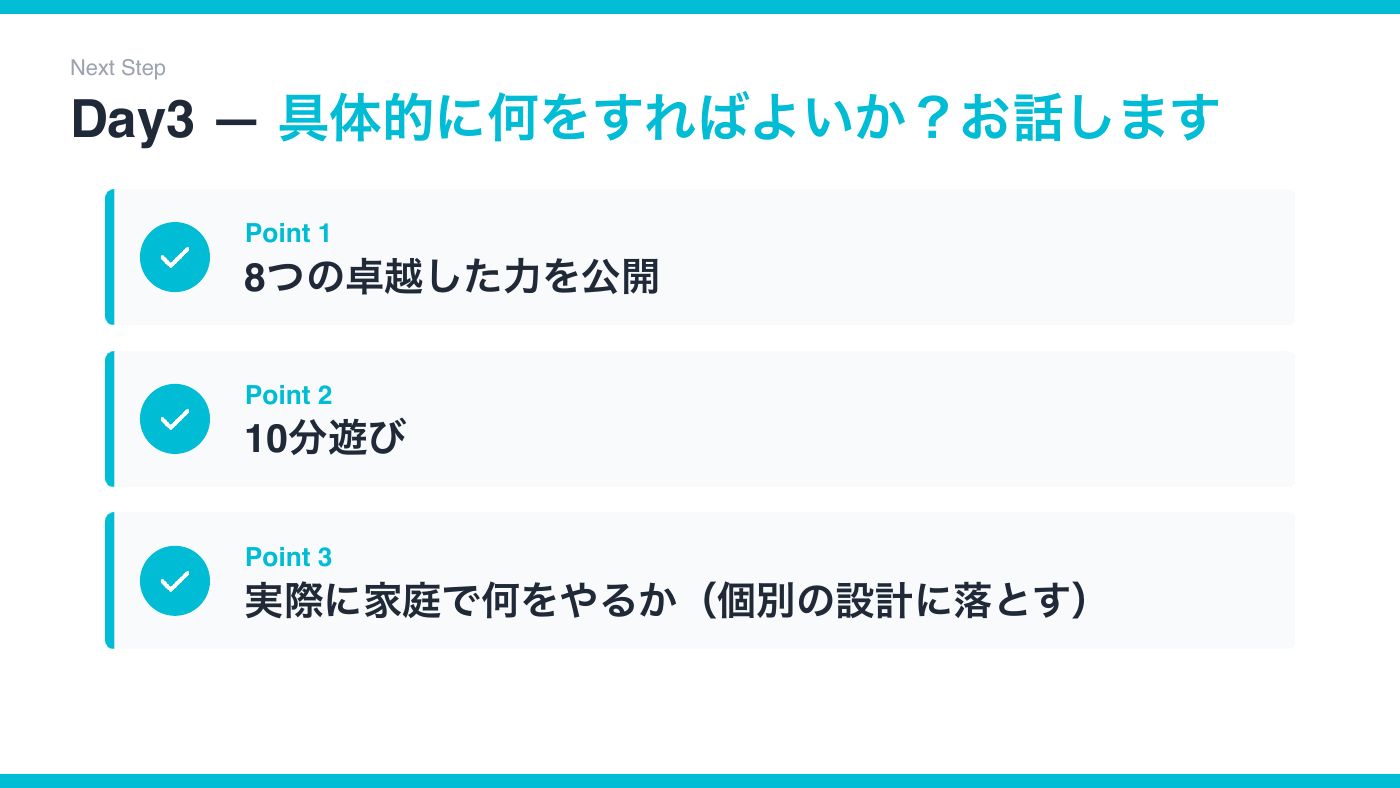 Next Step
Day3 — 具体的に何をすればよいか？お話します
Point 1
8つの卓越した力を公開
Point 2
10分遊び
Point 3
実際に家庭で何をやるか（個別の設計に落とす）